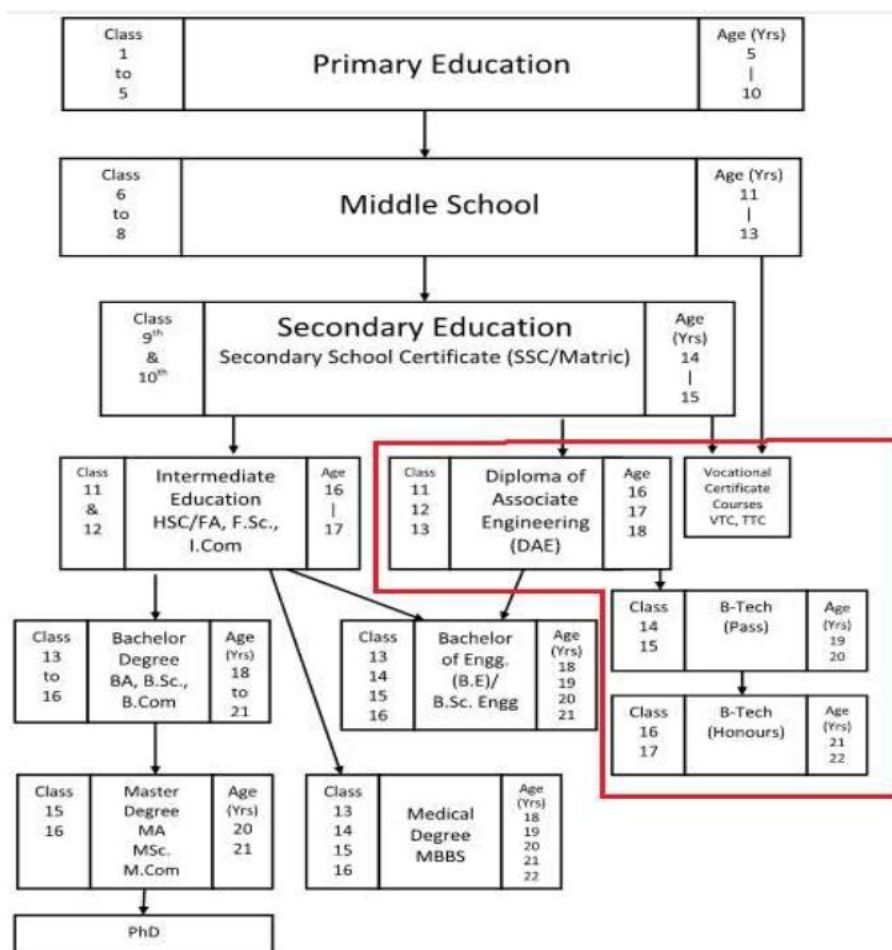 Class
1
to
5
Primary Education
Age (Yrs)
5
|
10
Class
6
to
8
Middle School
Age (Yrs)
11
|
13
Class
9th
&
10th
Secondary Education
Secondary School Certificate (SSC/Matric)
Age
(Yrs)
14
|
15
Class
11
&
12
Intermediate
Education
HSC/FA, F.Sc.,
I.Com
Age
16
|
17
Class
11
12
13
Diploma of
Associate
Engineering
(DAE)
Age
16
17
18
Vocational
Certificate
Courses
VTC, TTC
Class
14
15
B-Tech
(Pass)
Age
(Yrs)
19
20
Class
13
to
16
Bachelor
Degree
BA, B.Sc.,
B.Com
Age
(Yrs)
18
to
21
Class
13
14
15
16
Bachelor
of Engg.
(B.E)/
B.Sc. Engg
Age
(Yrs)
18
19
20
21
Class
16
17
B-Tech
(Honours)
Age
(Yrs)
21
22
Class
15
16
Master
Degree
MA
MSc.
M.Com
Age
(Yrs)
20
21
Class
13
14
15
16
Medical
Degree
MBBS
Age
(Yrs)
18
19
20
21
22
PhD